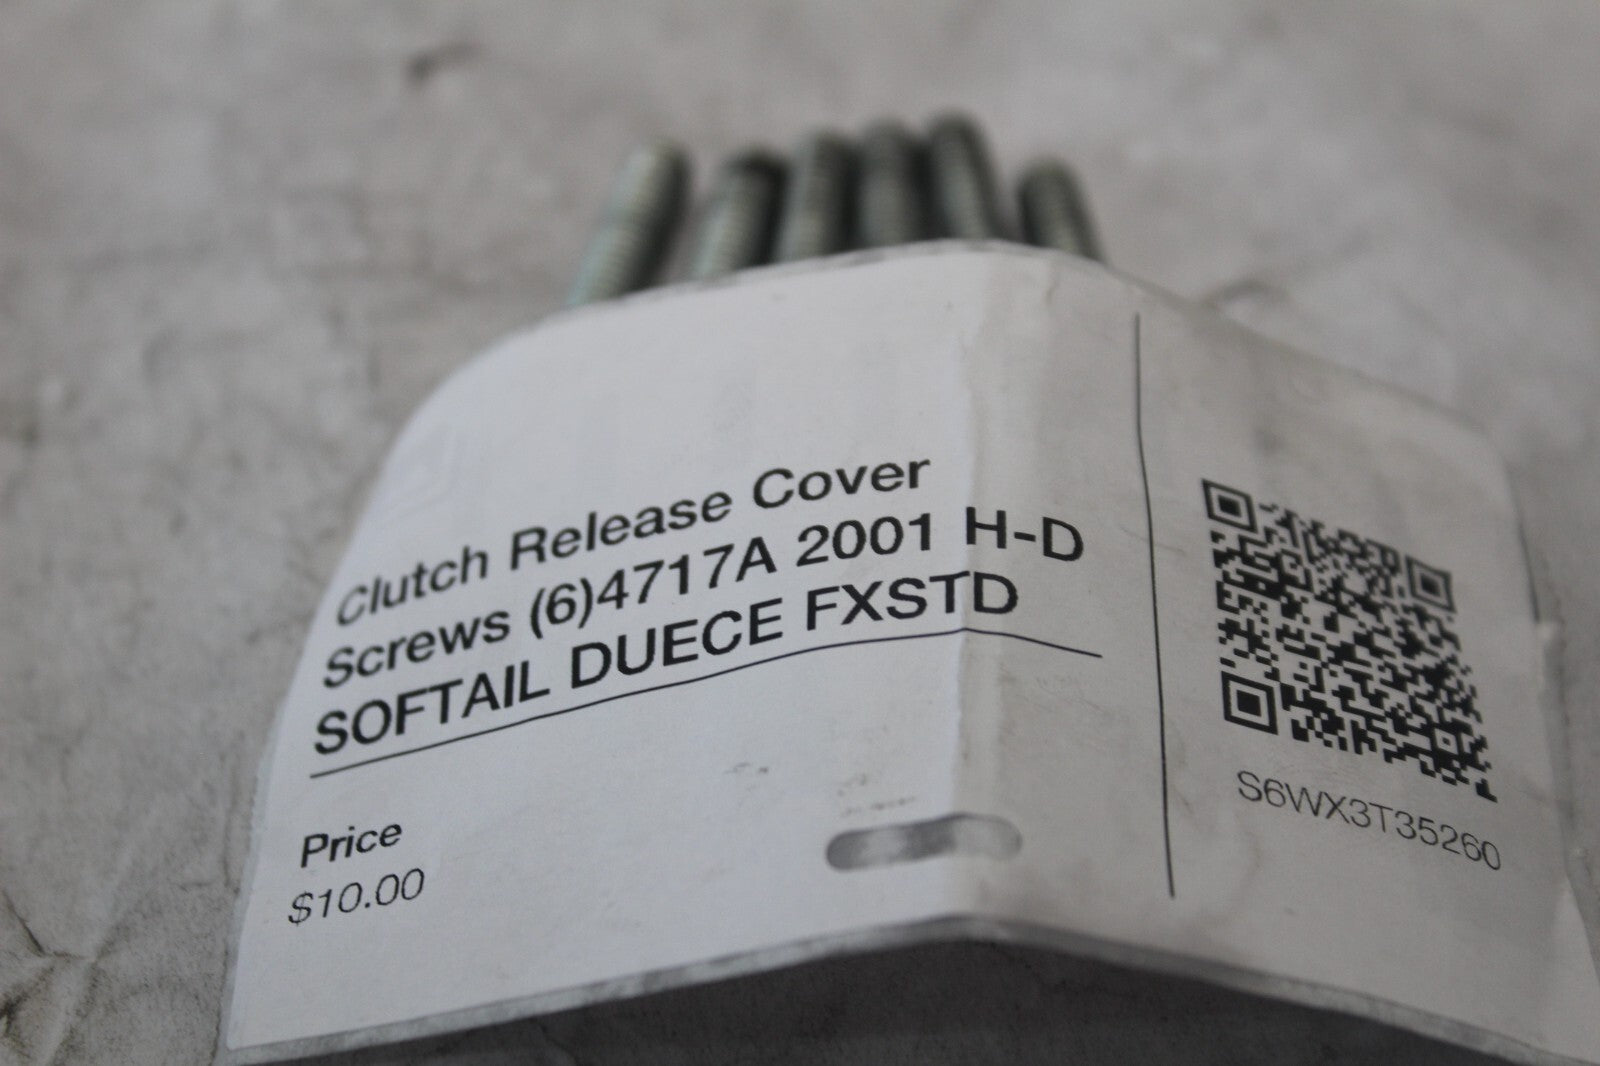 Clutch Release Cover
Screws (6)4717A 2001 H-D
SOFTAIL DUECE FXSTD
Price
$10.00
S6WX3T35260